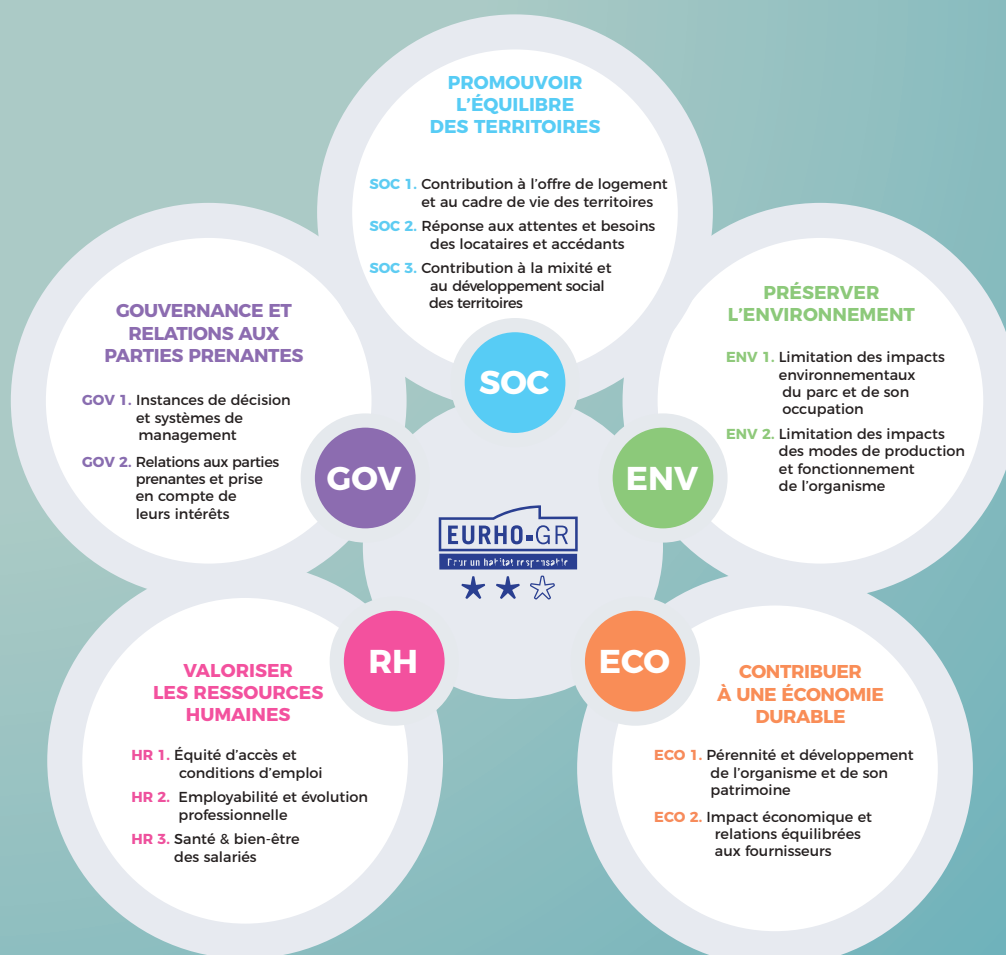 PROMOUVOIR
L'ÉQUILIBRE
DES TERRITOIRES
SOC 1. Contribution à l'offre de logement
et au cadre de vie des territoires
SOC 2. Réponse aux attentes et besoins
des locataires et accédants
SOC 3. Contribution à la mixité et
au développement social
des territoires
SOC
GOUVERNANCE ET
RELATIONS AUX
PARTIES PRENANTES
GOV 1. Instances de décision
et systèmes de
management
GOV 2. Relations aux parties
prenantes et prise
en compte de
leurs intérêts
GOV
PRÉSERVER
L'ENVIRONNEMENT
ENV 1. Limitation des impacts
environnementaux
du parc et de son
occupation
ENV 2. Limitation des impacts
des modes de production
et fonctionnement
de l'organisme
ENV
EURHO-GR
Pour un habitat responsable
RH
VALORISER
LES RESSOURCES
HUMAINES
HR 1. Équité d'accès et
conditions d'emploi
HR 2. Employabilité et évolution
professionnelle
HR 3. Santé & bien-être
des salariés
ECO
CONTRIBUER
À UNE ÉCONOMIE
DURABLE
ECO 1. Pérennité et développement
de l'organisme et de son
patrimoine
ECO 2. Impact économique et
relations équilibrées
aux fournisseurs